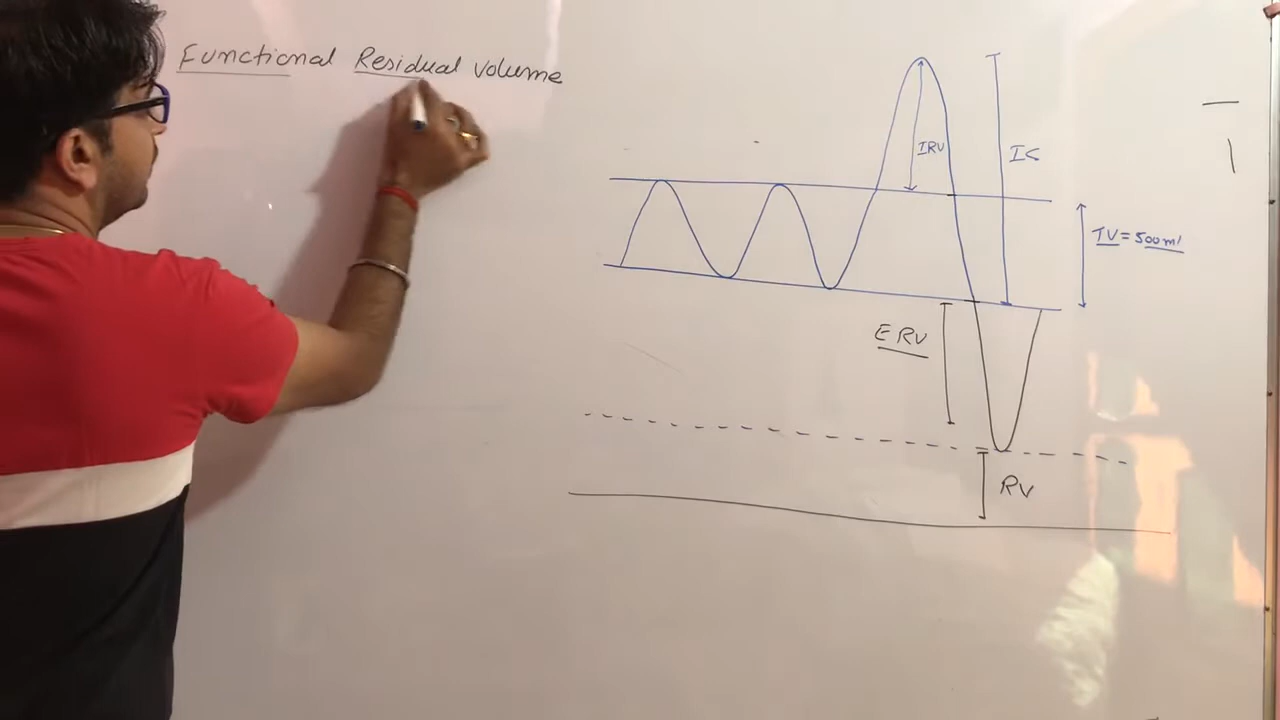 Functional Residual volume
IRV
IC
TV = 500ml
ERV
RV